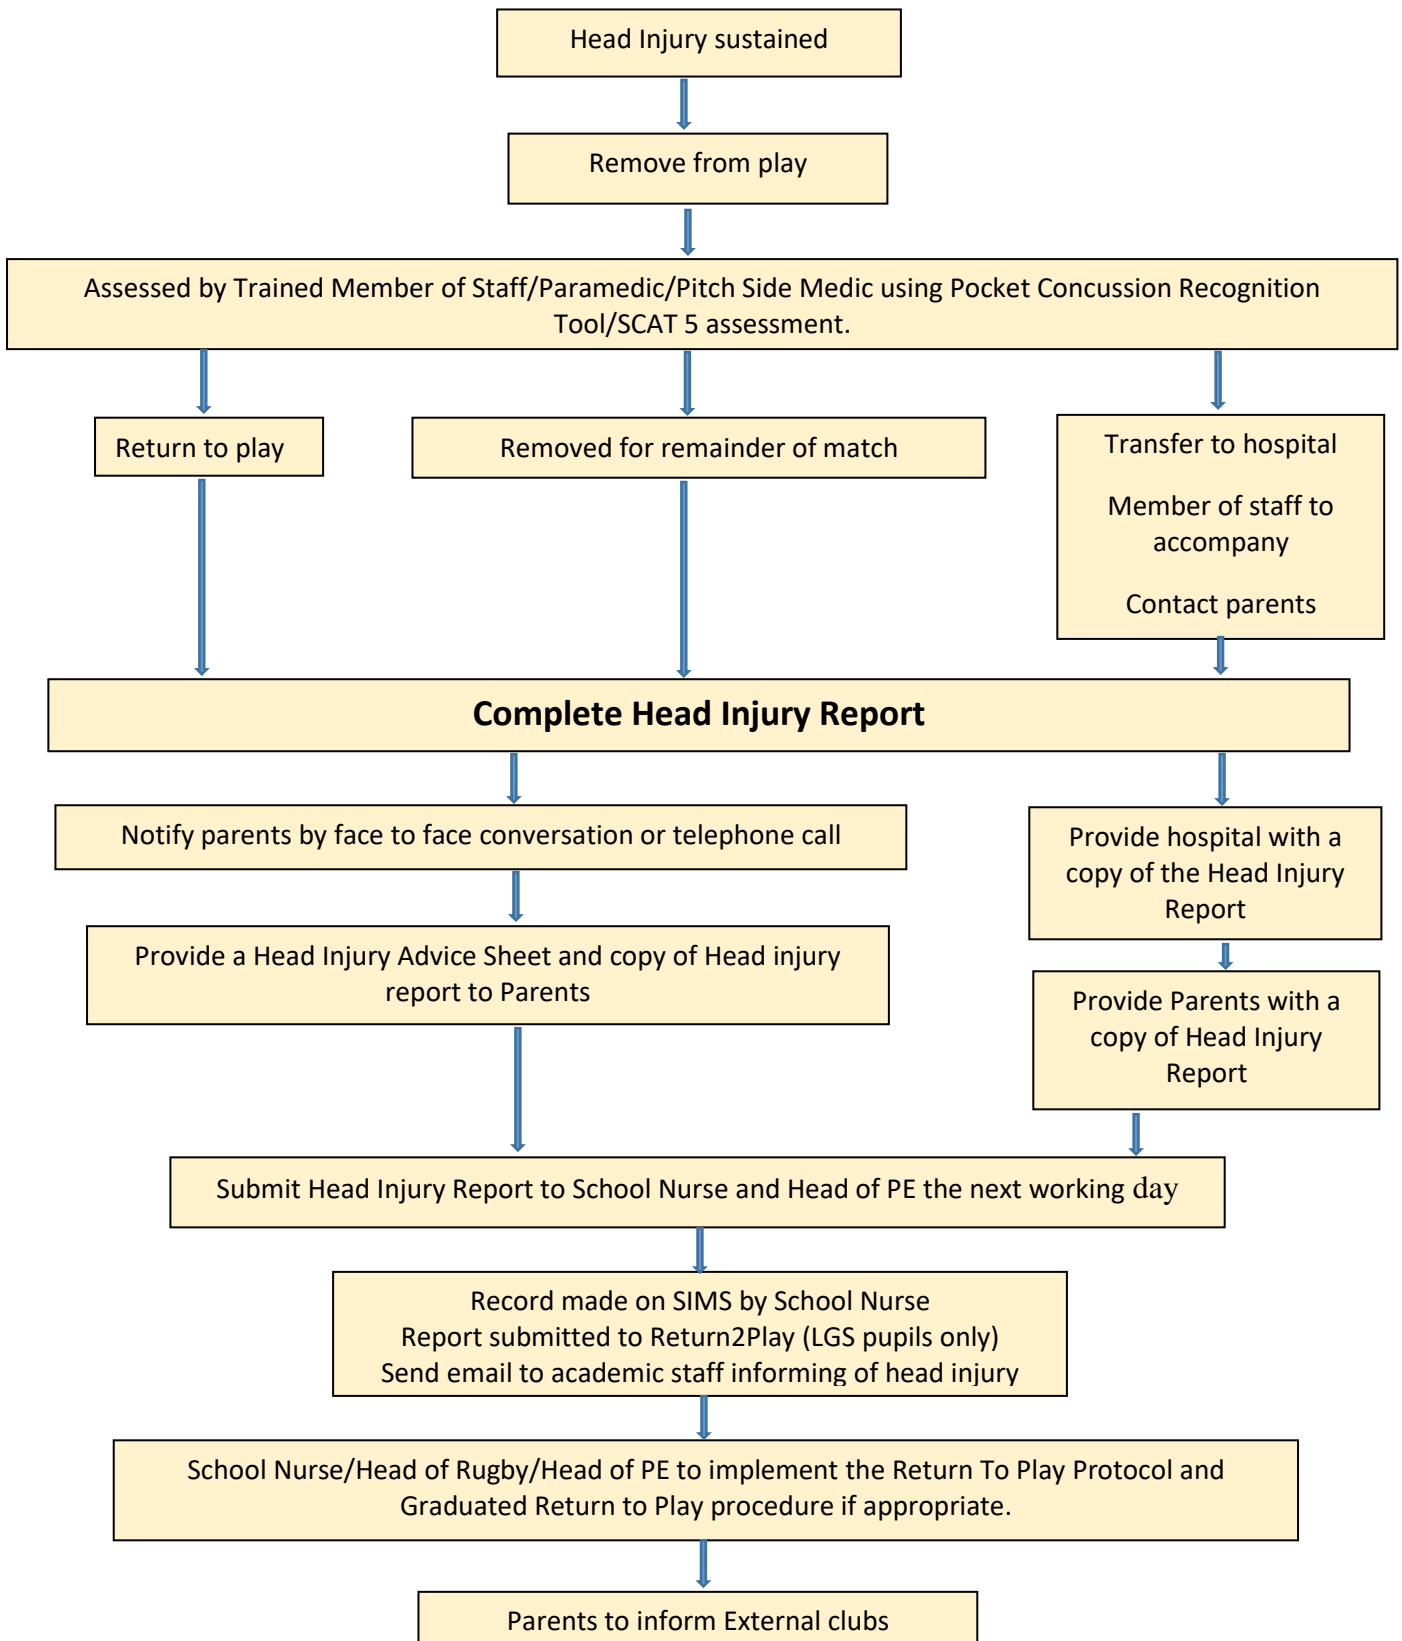 Head Injury sustained
Remove from play
Assessed by Trained Member of Staff/Paramedic/Pitch Side Medic using Pocket Concussion Recognition
Tool/SCAT 5 assessment.
Return to play
Removed for remainder of match
Transfer to hospital
Member of staff to
accompany
Contact parents
Complete Head Injury Report
Notify parents by face to face conversation or telephone call
Provide a Head Injury Advice Sheet and copy of Head injury
report to Parents
Provide hospital with a
copy of the Head Injury
Report
Provide Parents with a
copy of Head Injury
Report
Submit Head Injury Report to School Nurse and Head of PE the next working day
Record made on SIMS by School Nurse
Report submitted to Return2Play (LGS pupils only)
Send email to academic staff informing of head injury
School Nurse/Head of Rugby/Head of PE to implement the Return To Play Protocol and
Graduated Return to Play procedure if appropriate.
Parents to inform External clubs